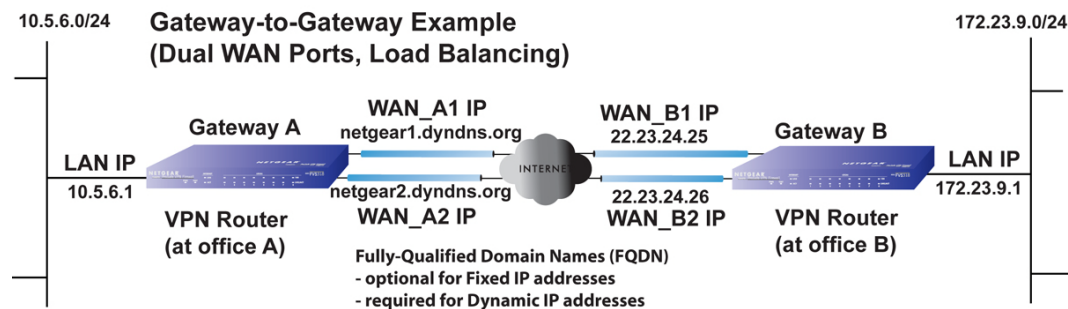 10.5.6.0/24
Gateway-to-Gateway Example
(Dual WAN Ports, Load Balancing)
172.23.9.0/24
WAN_A1 IP
netgear1.dyndns.org
WAN_B1 IP
22.23.24.25
Gateway A
Gateway B
LAN IP
10.5.6.1
NETGEAR
NETGEAR
INTERNET
NETGEAR
NETGEAR
LAN IP
172.23.9.1
netgear2.dyndns.org
WAN_A2 IP
22.23.24.26
WAN_B2 IP
VPN Router
(at office A)
VPN Router
(at office B)
Fully-Qualified Domain Names (FQDN)
- optional for Fixed IP addresses
- required for Dynamic IP addresses